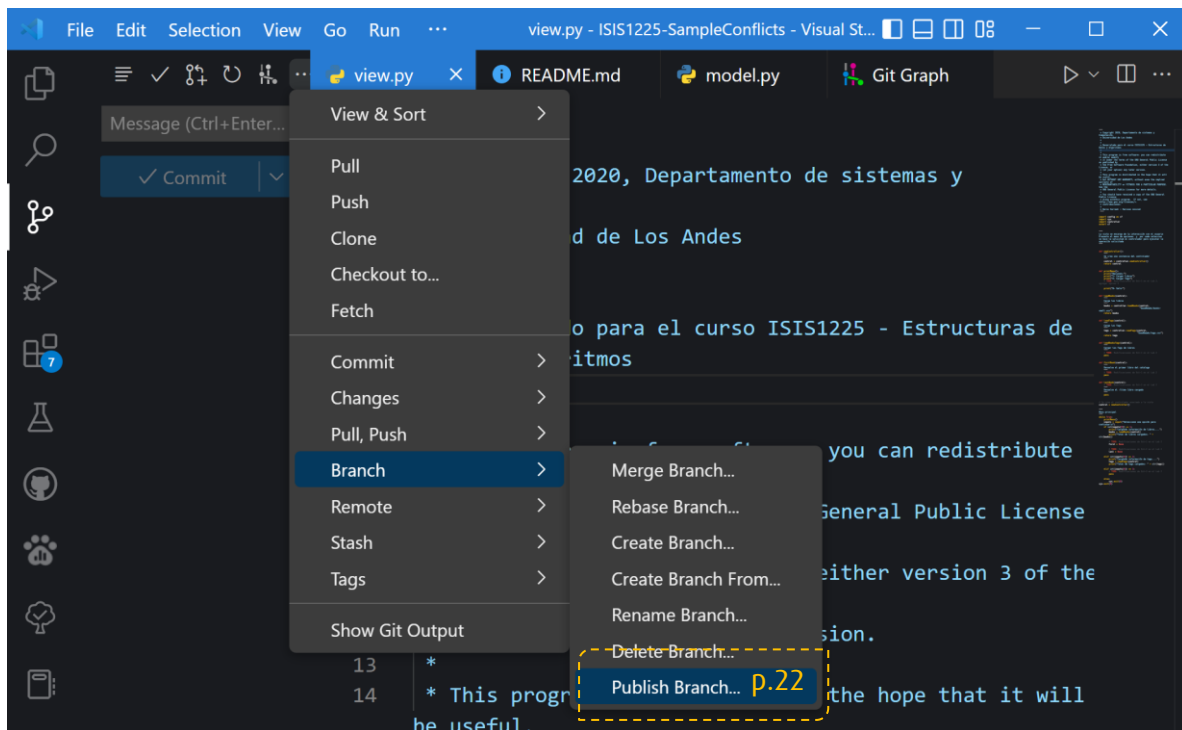 File Edit Selection View Go Run ··· view.py - ISIS1225-SampleConflicts - Visual St...
view.py README.md model.py Git Graph
Message (Ctrl+Enter...
Commit
View & Sort
Pull
Push
Clone
Checkout to...
Fetch
Commit
Changes
Pull, Push
Branch
Remote
Stash
Tags
Show Git Output
Merge Branch...
Rebase Branch...
Create Branch...
Create Branch From...
Rename Branch...
Delete Branch...
Publish Branch... p.22
7
2020, Departamento de sistemas y
d de Los Andes
o para el curso ISIS1225 - Estructuras de
itmos
you can redistribute
General Public License
either version 3 of the
sion.
13 *
14 * This progr the hope that it will
be useful,